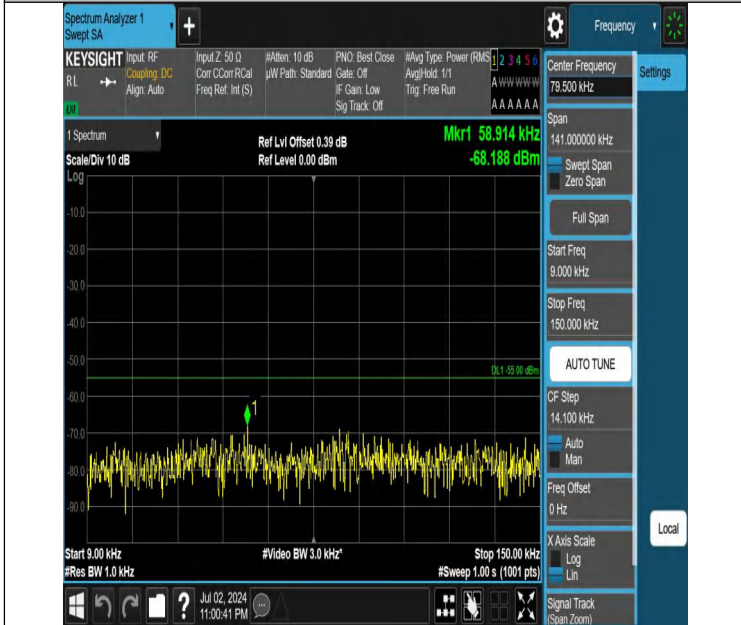 Spectrum Analyzer 1
Swept SA
+
Frequency
KEYSIGHT
RL
Input: RF
Coupling: DC
Align: Auto
Input Z: 50 Ω
Corr CCorr RCal
Freq Ref: Int (S)
#Atten: 10 dB
µW Path: Standard
PNO: Best Close
Gate: Off
IF Gain: Low
Sig Track: Off
#Avg Type: Power (RMS
Avg|Hold: 1/1
Trig: Free Run
1 2 3 4 5 6
A W W W W W
A A A A A A
Center Frequency
79.500 kHz
Settings
Span
141.000000 kHz
Swept Span
Zero Span
Full Span
Start Freq
9.000 kHz
Stop Freq
150.000 kHz
AUTO TUNE
CF Step
14.100 kHz
Auto
Man
Freq Offset
0 Hz
X Axis Scale
Log
Lin
Signal Track
(Span Zoom)
Local
1 Spectrum
Scale/Div 10 dB
Log
Ref Lvl Offset 0.39 dB
Ref Level 0.00 dBm
Mkr1 58.914 kHz
-68.188 dBm
-10.0
-20.0
-30.0
-40.0
-50.0
-60.0
-70.0
-80.0
-90.0
DL1 -55.00 dBm
1
Start 9.00 kHz
#Res BW 1.0 kHz
#Video BW 3.0 kHz*
Stop 150.00 kHz
#Sweep 1.00 s (1001 pts)
?
Jul 02, 2024
11:00:41 PM